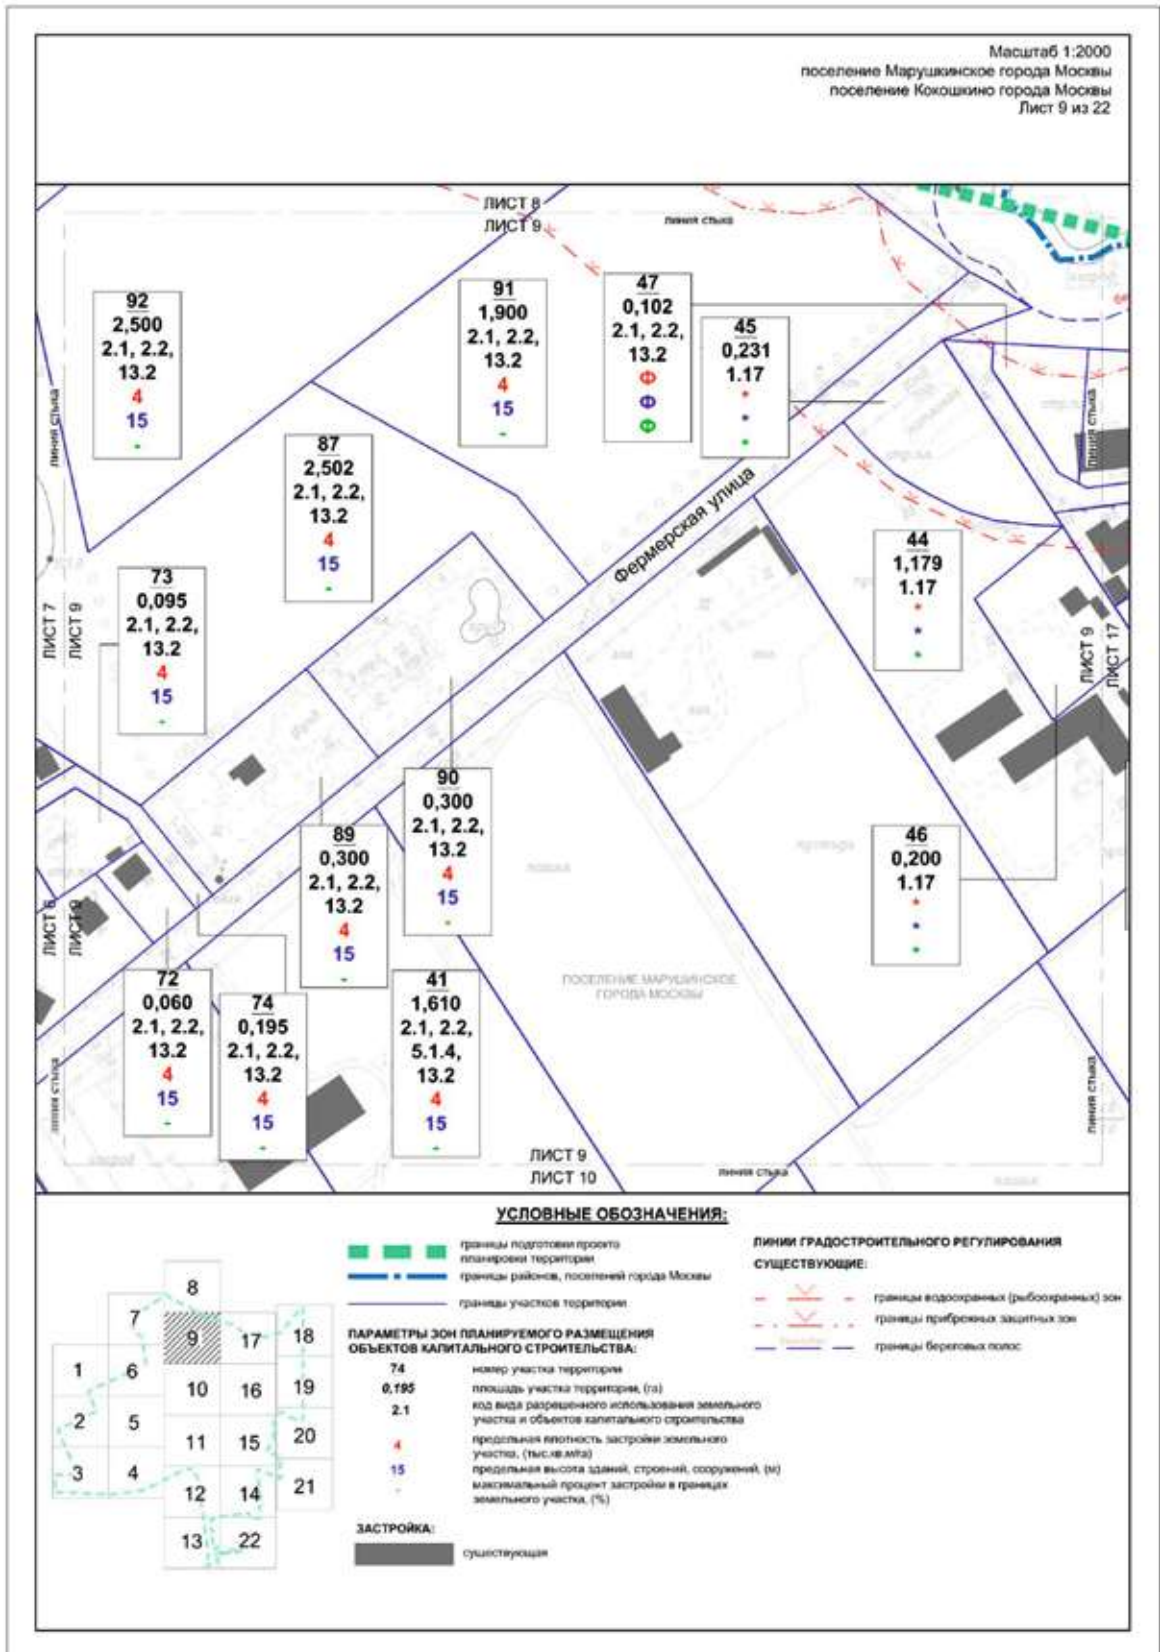 Масштаб 1:2000
поселение Марушкинское города Москвы
поселение Кокошкино города Москвы
Лист 9 из 22
ЛИСТ 8
ЛИСТ 9
линия стыка
92
2,500
2.1, 2.2,
13.2
4
15
-
91
1,900
2.1, 2.2,
13.2
4
15
-
47
0,102
2.1, 2.2,
13.2
Ф
Ф
Ф
45
0,231
1.17
*
*
*
линия стыка
линия стыка
87
2,502
2.1, 2.2,
13.2
4
15
-
Фермерская улица
44
1,179
1.17
*
*
*
73
0,095
2.1, 2.2,
13.2
4
15
-
ЛИСТ 7
ЛИСТ 9
ЛИСТ 9
ЛИСТ 17
90
0,300
2.1, 2.2,
13.2
4
15
-
89
0,300
2.1, 2.2,
13.2
4
15
-
46
0,200
1.17
*
*
*
пашня
ЛИСТ 6
ЛИСТ 9
72
0,060
2.1, 2.2,
13.2
4
15
-
74
0,195
2.1, 2.2,
13.2
4
15
-
41
1,610
2.1, 2.2,
5.1.4,
13.2
4
15
-
ПОСЕЛЕНИЕ МАРУШКИНСКОЕ
ГОРОДА МОСКВЫ
линия стыка
линия стыка
ЛИСТ 9
ЛИСТ 10
линия стыка
УСЛОВНЫЕ ОБОЗНАЧЕНИЯ:
границы подготовки проекта
планировки территории
границы районов, поселений города Москвы
границы участков территории
ПАРАМЕТРЫ ЗОН ПЛАНИРУЕМОГО РАЗМЕЩЕНИЯ
ОБЪЕКТОВ КАПИТАЛЬНОГО СТРОИТЕЛЬСТВА:
74 номер участка территории
0,195 площадь участка территории, (га)
2.1 код вида разрешенного использования земельного
участка и объектов капитального строительства
4 предельная плотность застройки земельного
участка, (тыс.кв.м/га)
15 предельная высота зданий, строений, сооружений, (м)
- максимальный процент застройки в границах
земельного участка, (%)
ЗАСТРОЙКА:
существующая
ЛИНИИ ГРАДОСТРОИТЕЛЬНОГО РЕГУЛИРОВАНИЯ
СУЩЕСТВУЮЩИЕ:
границы водоохранных (рыбоохранных) зон
границы прибрежных защитных зон
границы береговых полос
8
7 9 17 18
1 6 10 16 19
2 5 11 15 20
3 4 12 14 21
13 22